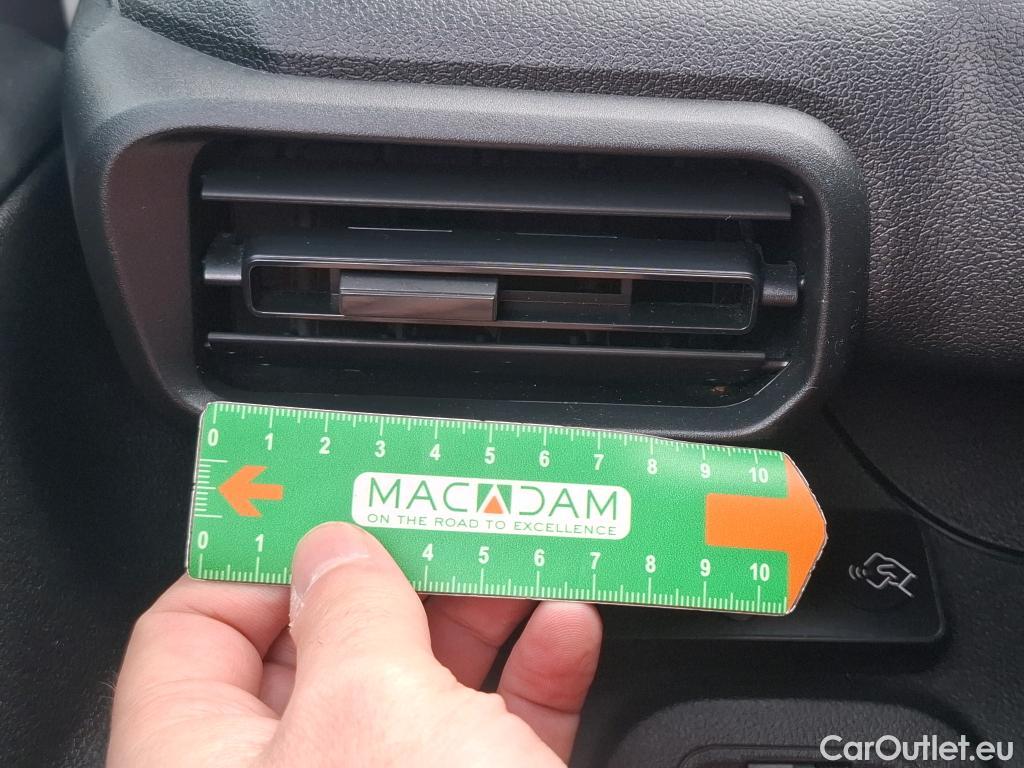 0 1 2 3 4 5 6 7 8 9 10
MACADAM
ON THE ROAD TO EXCELLENCE
0 1 4 5 6 7 8 9 10
CarOutlet.eu